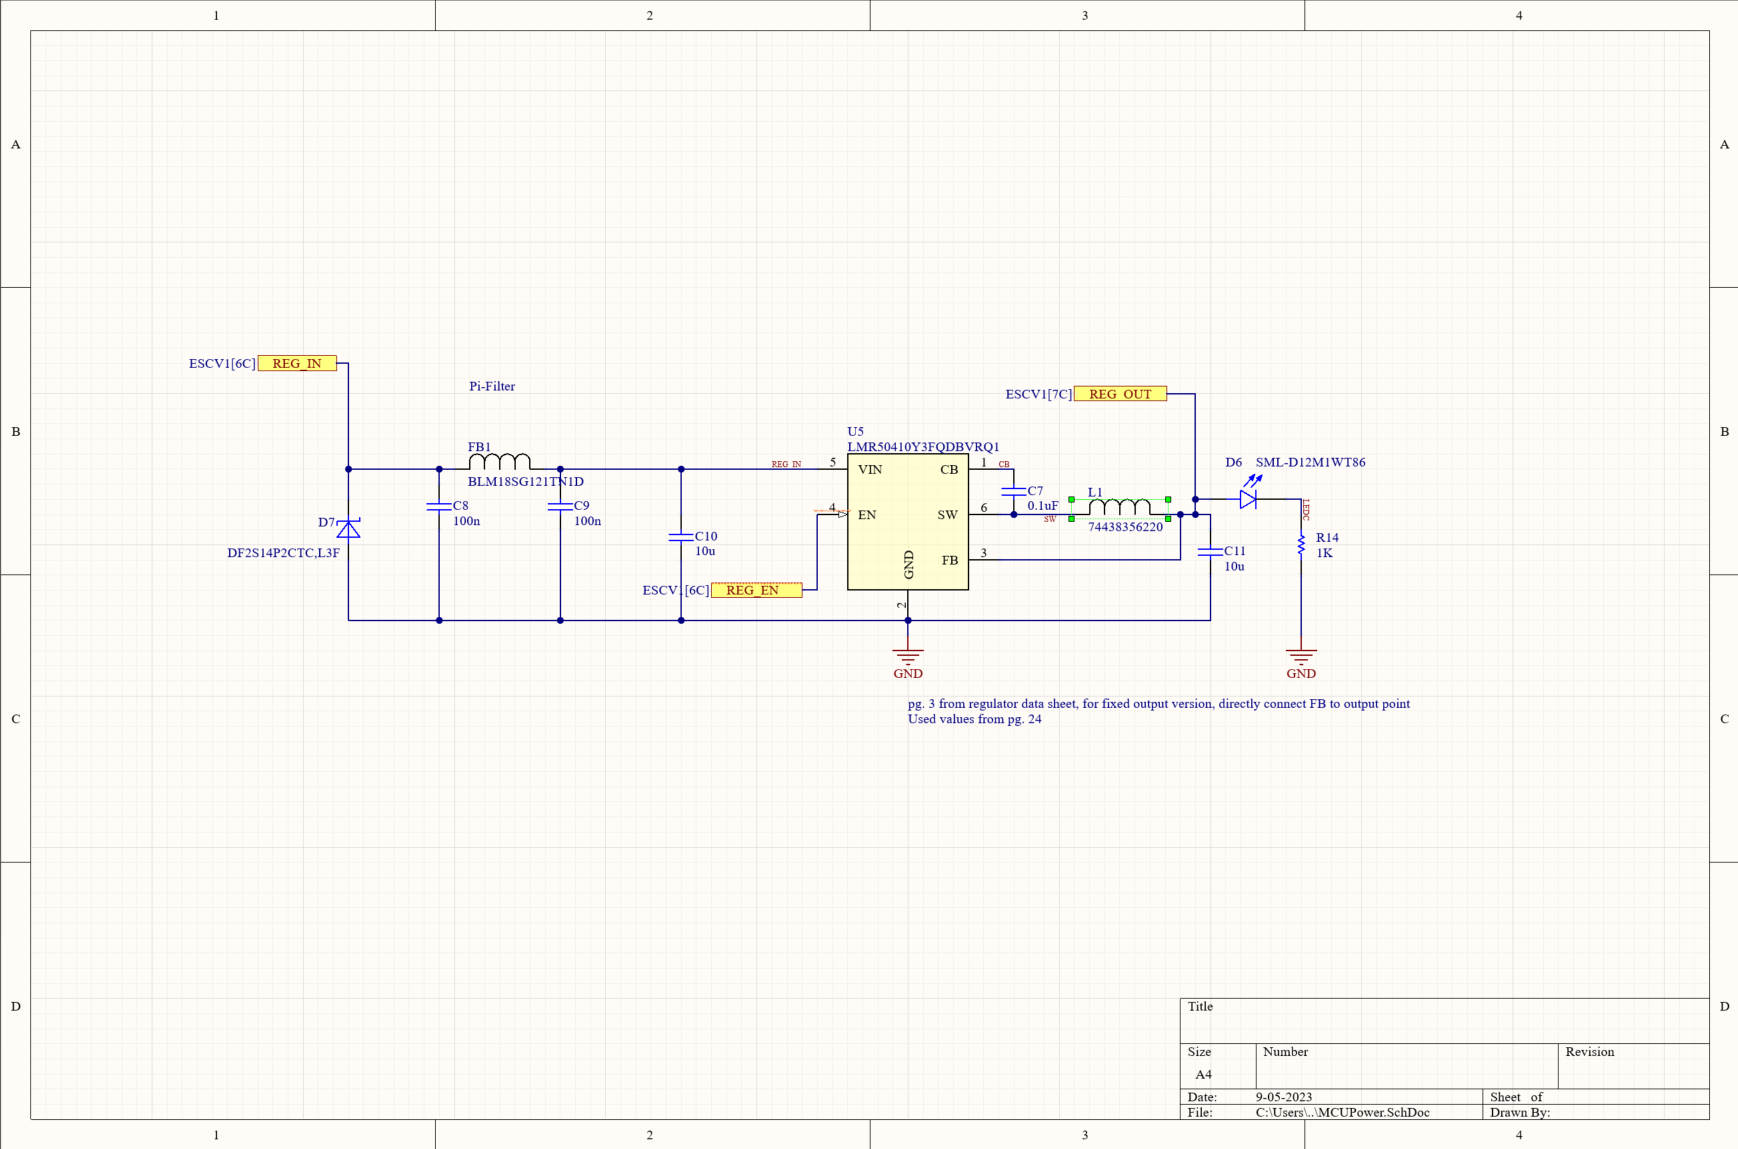 1 2 3 4
A A
ESCV1[6C] REG_IN
Pi-Filter
ESCV1[7C] REG_OUT
B B
U5
LMR50410Y3FQDBVRQ1
FB1
BLM18SG121TN1D
D6 SML-D12M1WT86
REG_IN 5 VIN CB 1 CB
C8
100n
C9
100n
C7
0.1uF
L1
74438356220
LEDC
D7
DF2S14P2CTC,L3F
4 EN SW 6 SW
C10
10u
R14
1K
C11
10u
GND FB 3
ESCV1[6C] REG_EN
2
GND GND
pg. 3 from regulator data sheet, for fixed output version, directly connect FB to output point
Used values from pg. 24
C C
D D
Title
Size Number Revision
A4
Date: 9-05-2023 Sheet of
File: C:\Users\..\MCUPower.SchDoc Drawn By:
1 2 3 4